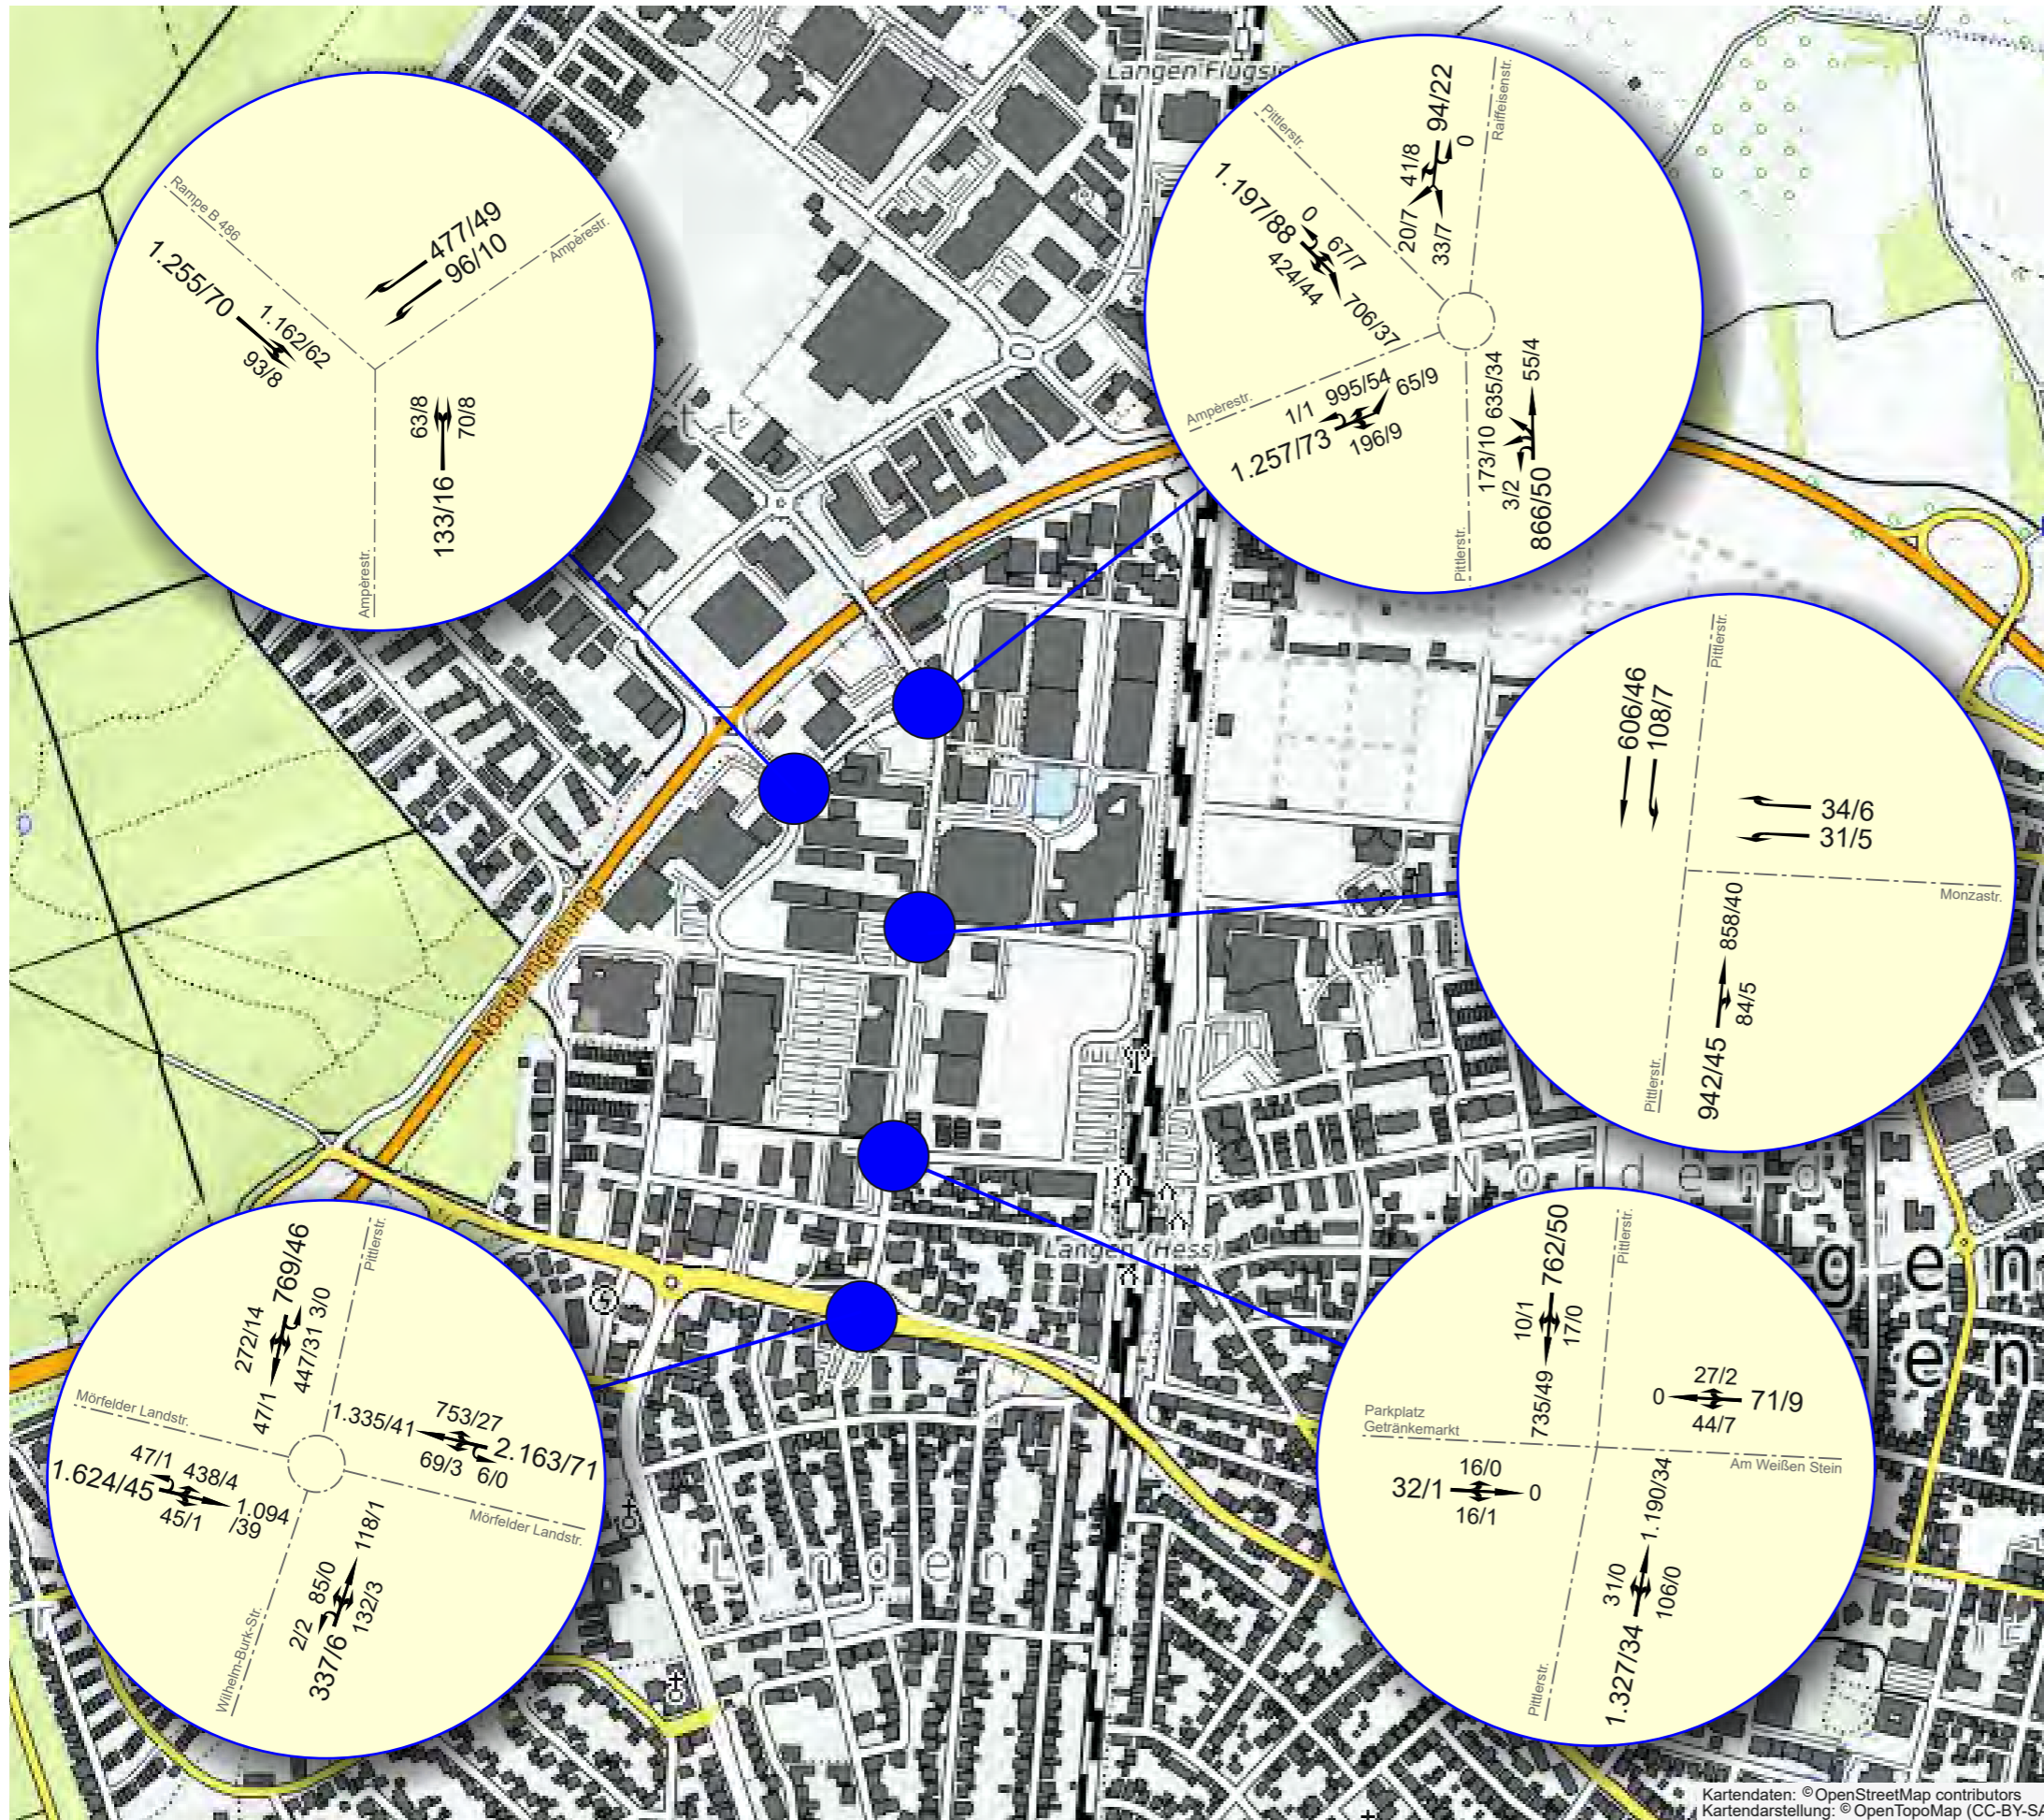 Langen Flugsi
Rampe B 486
Ampèrestr.
477/49
96/10
1.255/70
1.162/62
93/8
63/8
70/8
133/16
Ampèrestr.
Pittlerstr.
Raiffeisenstr.
94/22
0
41/8
20/7
33/7
1.197/88
0
67/7
424/44
706/37
Ampèrestr.
1/1
995/54
65/9
1.257/73
196/9
173/10
635/34
55/4
3/2
866/50
Pittlerstr.
Pittlerstr.
606/46
108/7
34/6
31/5
Monzastr.
858/40
84/5
942/45
Pittlerstr.
Nordumgehung
Nordend
Langen (Hess)
gen
en
Linden
769/46
Pittlerstr.
272/14
3/0
447/31
47/1
Mörfelder Landstr.
753/27
1.335/41
2.163/71
69/3
6/0
47/1
438/4
1.624/45
1.094
/39
45/1
Mörfelder Landstr.
118/1
85/0
2/2
132/3
337/6
Wilhelm-Burk-Str.
762/50
Pittlerstr.
10/1
17/0
735/49
27/2
0
71/9
44/7
Parkplatz
Getränkemarkt
Am Weißen Stein
16/0
32/1
0
16/1
1.190/34
31/0
106/0
1.327/34
Pittlerstr.
Kartendaten: © OpenStreetMap contributors
Kartendarstellung: © OpenTopoMap (CC-BY-S